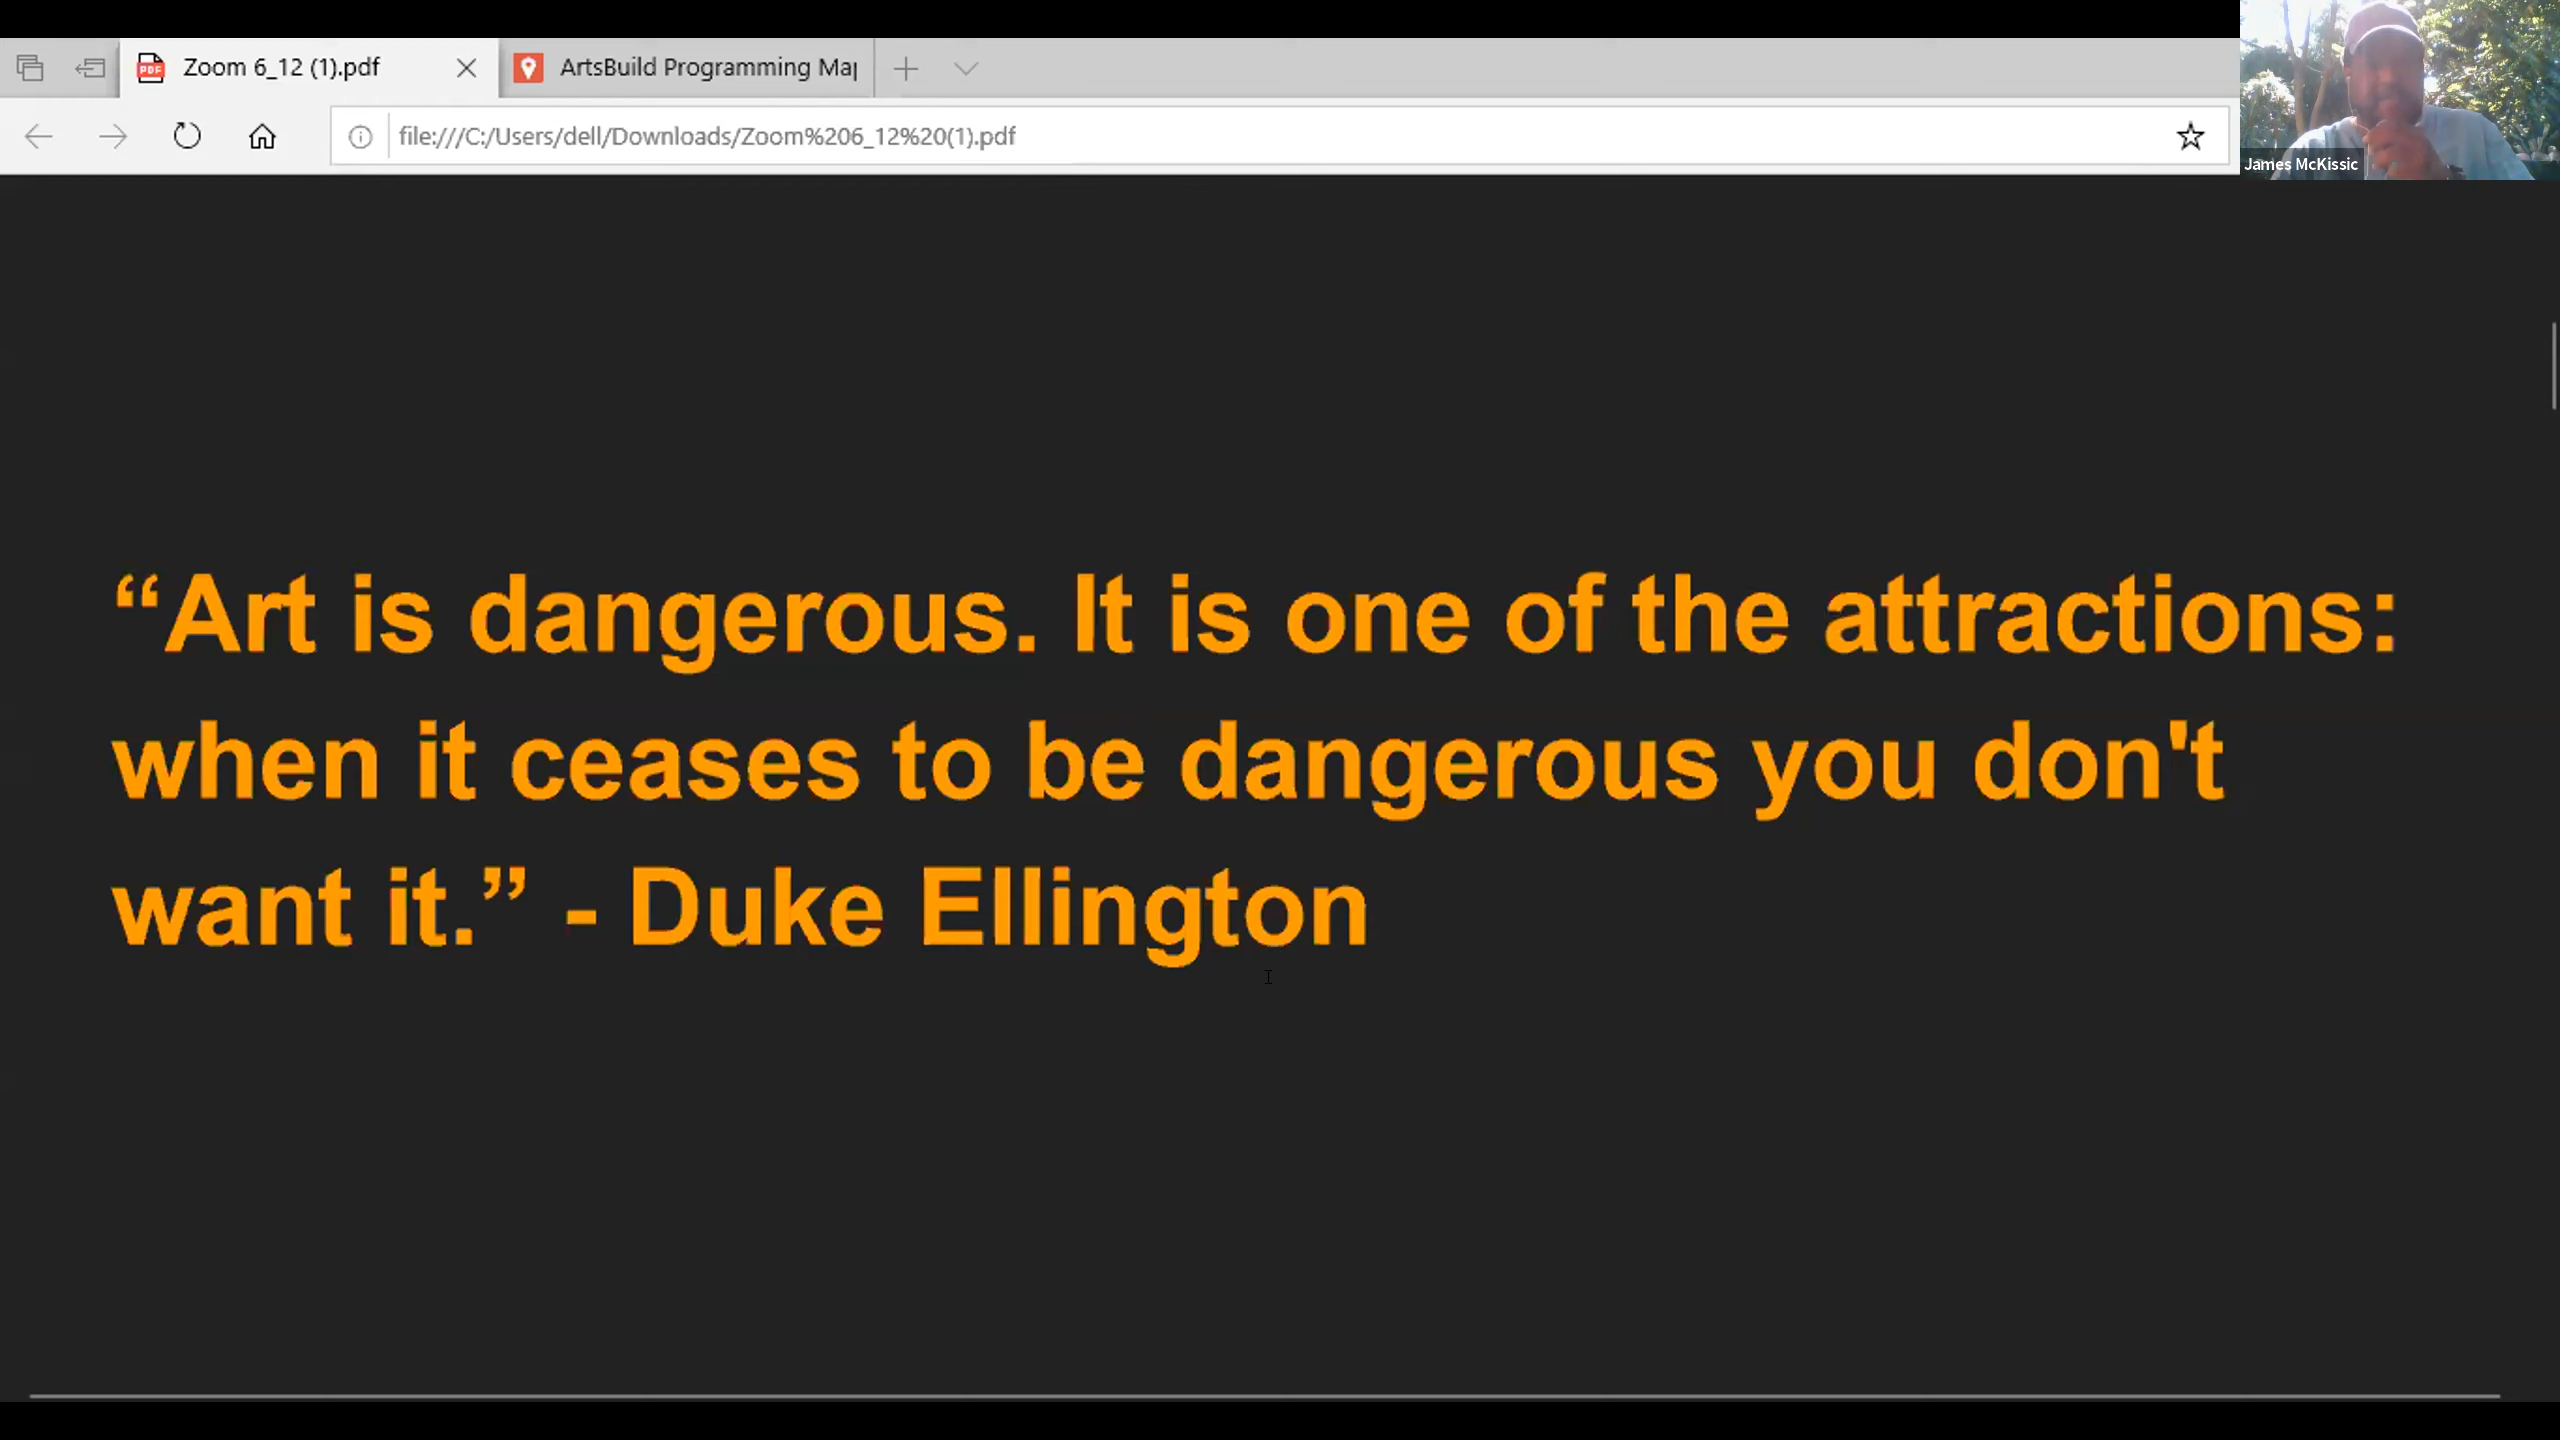 Zoom 6_12 (1).pdf
ArtsBuild Programming Map
file:///C:/Users/dell/Downloads/Zoom%206_12%20(1).pdf
James McKissic
PDF
“Art is dangerous. It is one of the attractions:
when it ceases to be dangerous you don't
want it.” - Duke Ellington